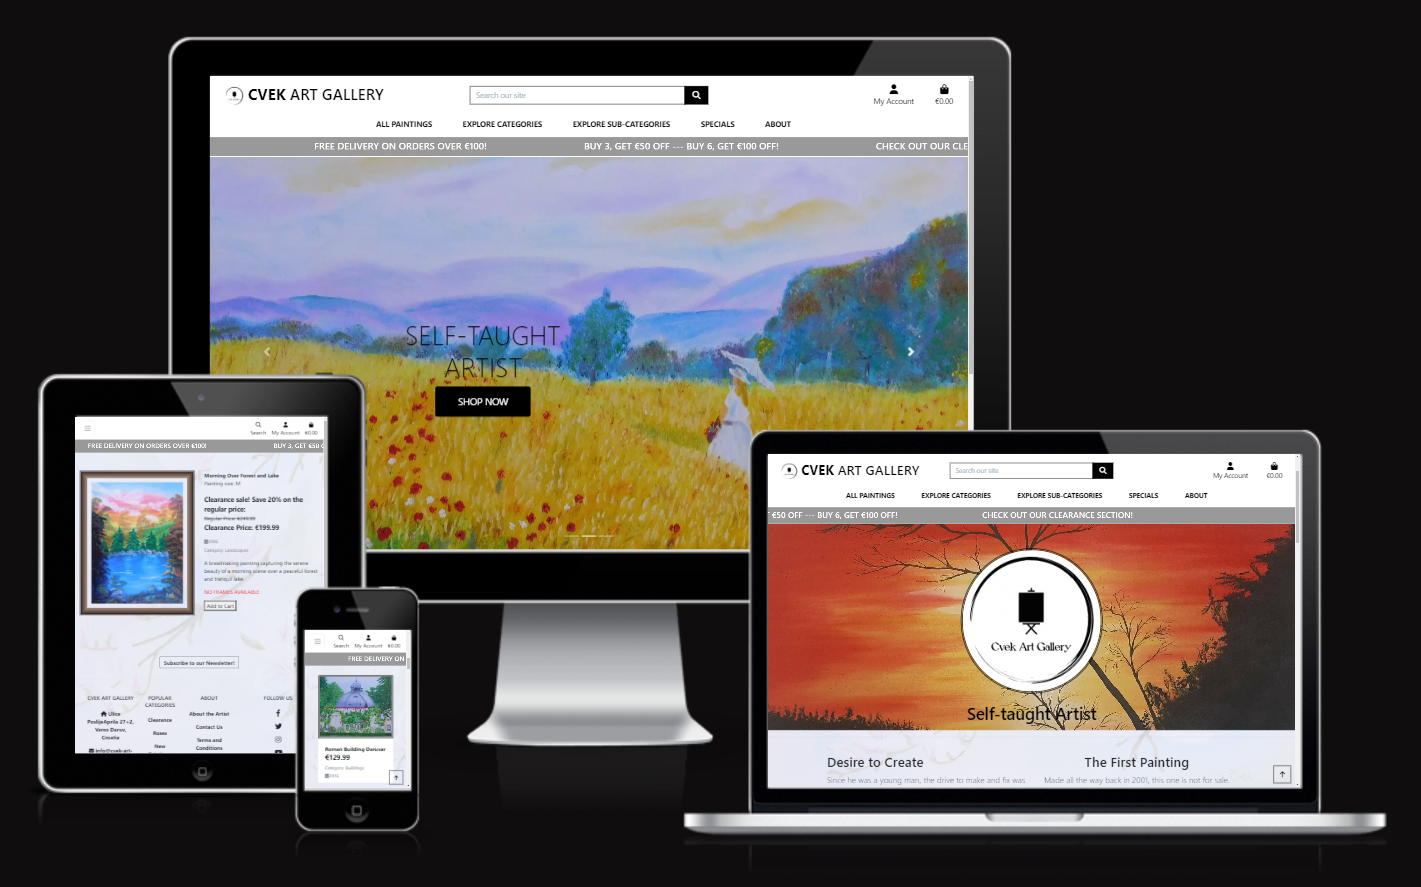 CVEK ART GALLERY
Search our site
My Account
€0.00
ALL PAINTINGS
EXPLORE CATEGORIES
EXPLORE SUB-CATEGORIES
SPECIALS
ABOUT
FREE DELIVERY ON ORDERS OVER €100!
BUY 3, GET €50 OFF --- BUY 6, GET €100 OFF!
CHECK OUT OUR CLE
SELF-TAUGHT
ARTIST
SHOP NOW
Search
My Account
€0.00
FREE DELIVERY ON ORDERS OVER €100!
BUY 3, GET €50 O
Morning Over Forest and Lake
Painting size: M
Clearance sale! Save 20% on the
regular price:
Regular Price: €249.99
Clearance Price: €199.99
Category: Landscapes
A breathtaking painting capturing the serene
beauty of a morning scene over a peaceful forest
and tranquil lake.
NO FRAMES AVAILABLE
Add to Cart
Subscribe to our Newsletter!
CVEK ART GALLERY
Ulica
Varos Daruv,
Croatia
POPULAR
CATEGORIES
Clearance
Roses
New
ABOUT
About the Artist
Contact Us
Terms and
Conditions
FOLLOW US
Search
My Account
€0.00
FREE DELIVERY ON
Roman Building Daruvar
€129.99
Category: Buildings
CVEK ART GALLERY
Search our site
My Account
€0.00
ALL PAINTINGS
EXPLORE CATEGORIES
EXPLORE SUB-CATEGORIES
SPECIALS
ABOUT
€50 OFF --- BUY 6, GET €100 OFF!
CHECK OUT OUR CLEARANCE SECTION!
Cvek Art Gallery
Self-taught Artist
Desire to Create
Since he was a young man, the drive to make and fix was
The First Painting
Made all the way back in 2001, this one is not for sale.